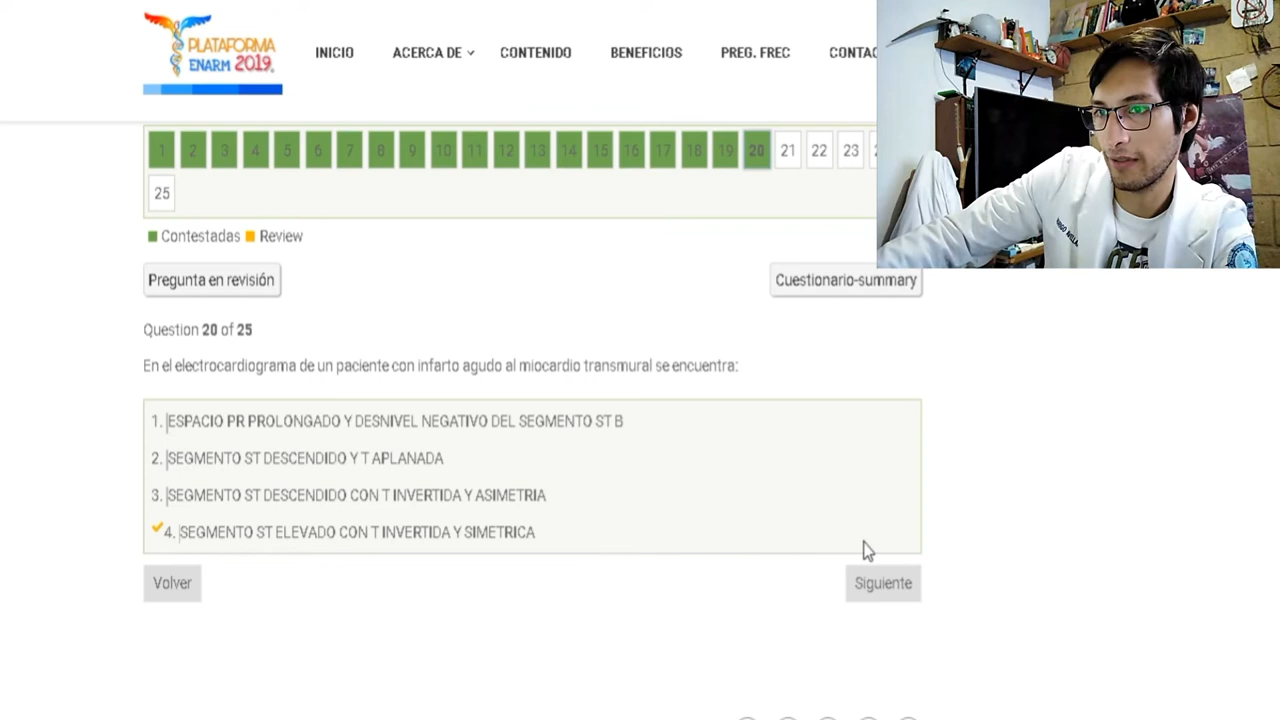 PLATAFORMA
ENARM 2019
INICIO
ACERCA DE
CONTENIDO
BENEFICIOS
PREG. FREC
CONTAC
1 2 3 4 5 6 7 8 9 10 11 12 13 14 15 16 17 18 19 20 21 22 23
25
Contestadas Review
Pregunta en revisión
Cuestionario-summary
Question 20 of 25
En el electrocardiograma de un paciente con infarto agudo al miocardio transmural se encuentra:
1. ESPACIO PR PROLONGADO Y DESNIVEL NEGATIVO DEL SEGMENTO ST B
2. SEGMENTO ST DESCENDIDO Y T APLANADA
3. SEGMENTO ST DESCENDIDO CON T INVERTIDA Y ASIMETRIA
4. SEGMENTO ST ELEVADO CON T INVERTIDA Y SIMETRICA
Volver
Siguiente